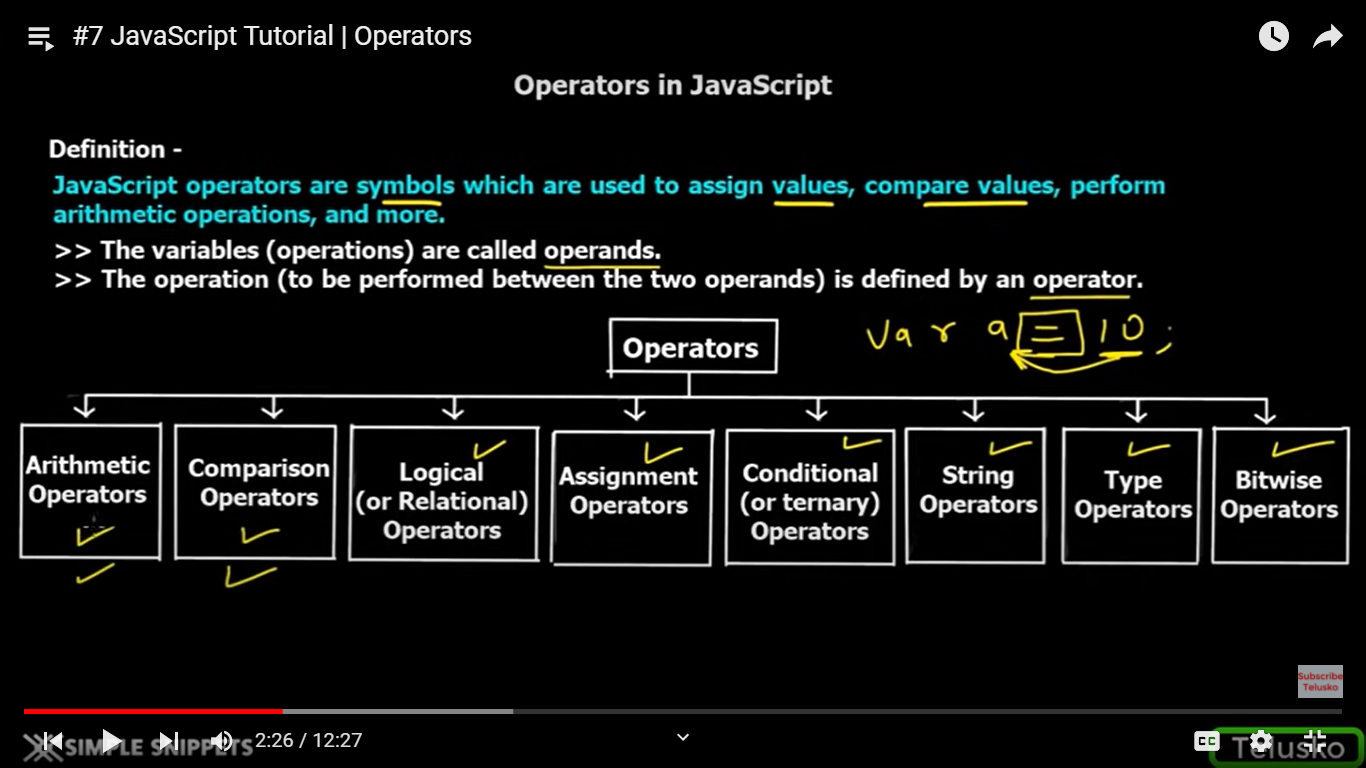 #7 JavaScript Tutorial | Operators
Operators in JavaScript
Definition -
JavaScript operators are symbols which are used to assign values, compare values, perform
arithmetic operations, and more.
>> The variables (operations) are called operands.
>> The operation (to be performed between the two operands) is defined by an operator.
var a = 10;
Operators
Arithmetic
Operators
Comparison
Operators
Logical
(or Relational)
Operators
Assignment
Operators
Conditional
(or ternary)
Operators
String
Operators
Type
Operators
Bitwise
Operators
Subscribe
Telusko
2:26 / 12:27
CC
SIMPLE SNIPPETS
Telusko